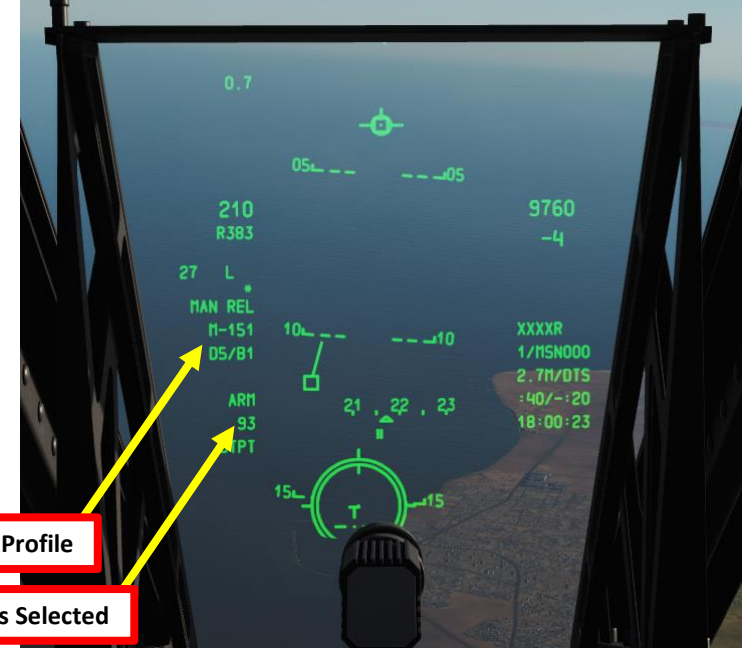 0.7
05 05
210
R383
9760
-4
27 L
*
MAN REL
M-151
D5/B1
10 10
XXXXR
1/MSN000
2.7M/DTS
:40/-:20
18:00:23
ARM
93
STPT
21 . 22 . 23
15 15
Profile
s Selected